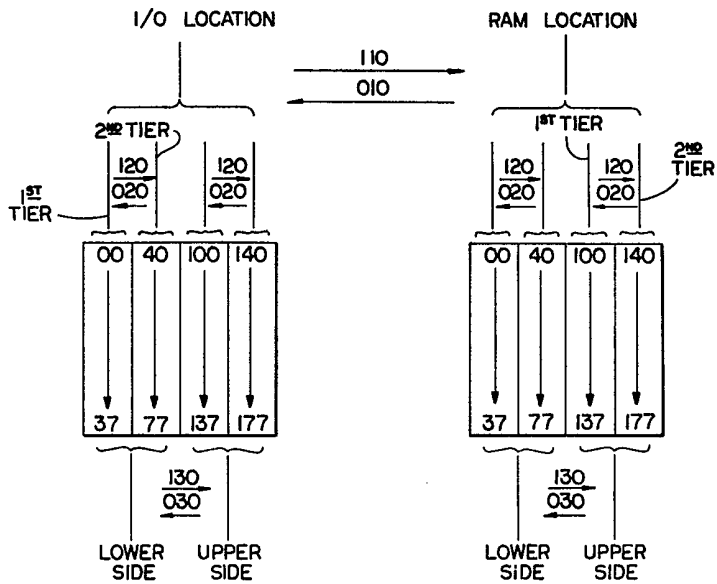 I/O LOCATION
RAM LOCATION
110
010
2ND TIER
1ST TIER
120
020
120
020
120
020
120
020
1ST
TIER
2ND
TIER
00 40 100 140
00 40 100 140
37 77 137 177
37 77 137 177
130
030
130
030
LOWER
SIDE
UPPER
SIDE
LOWER
SIDE
UPPER
SIDE